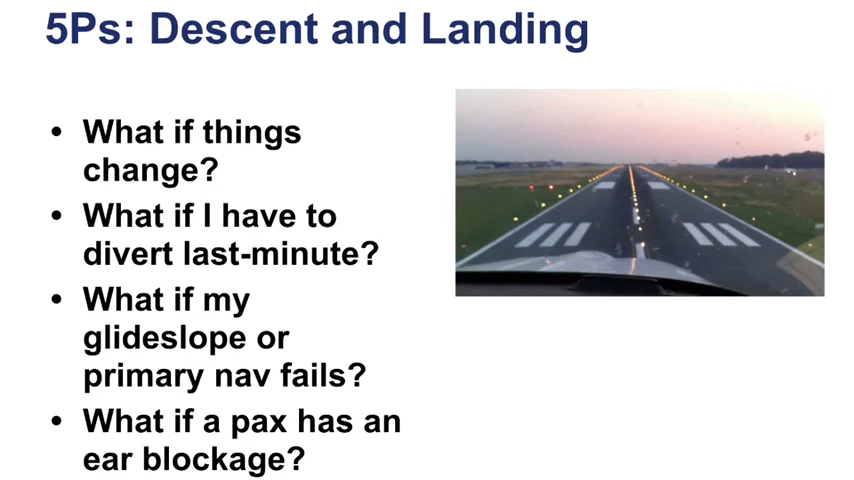 5Ps: Descent and Landing
• What if things
change?
• What if I have to
divert last-minute?
• What if my
glideslope or
primary nav fails?
• What if a pax has an
ear blockage?